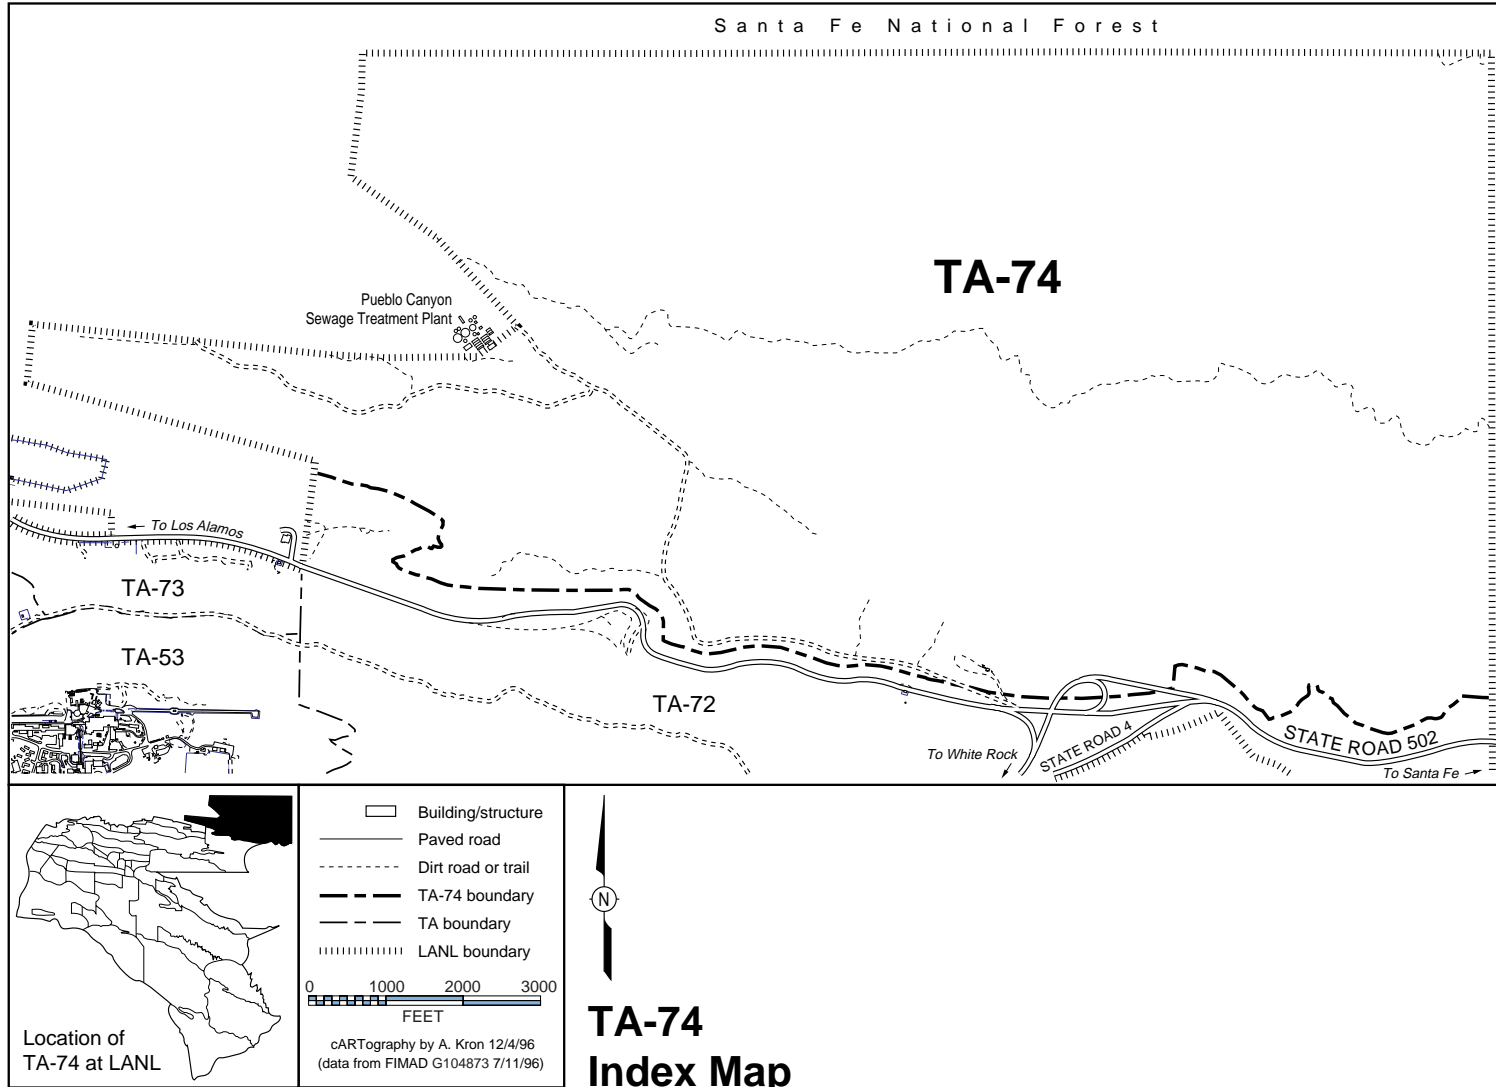 Santa Fe National Forest
TA-74
Pueblo Canyon
Sewage Treatment Plant
To Los Alamos
TA-73
TA-53
TA-72
To White Rock
STATE ROAD 4
STATE ROAD 502
To Santa Fe
Location of
TA-74 at LANL
Building/structure
Paved road
Dirt road or trail
TA-74 boundary
TA boundary
LANL boundary
0 1000 2000 3000
FEET
cARTography by A. Kron 12/4/96
(data from FIMAD G104873 7/11/96)
N
TA-74
Index Map